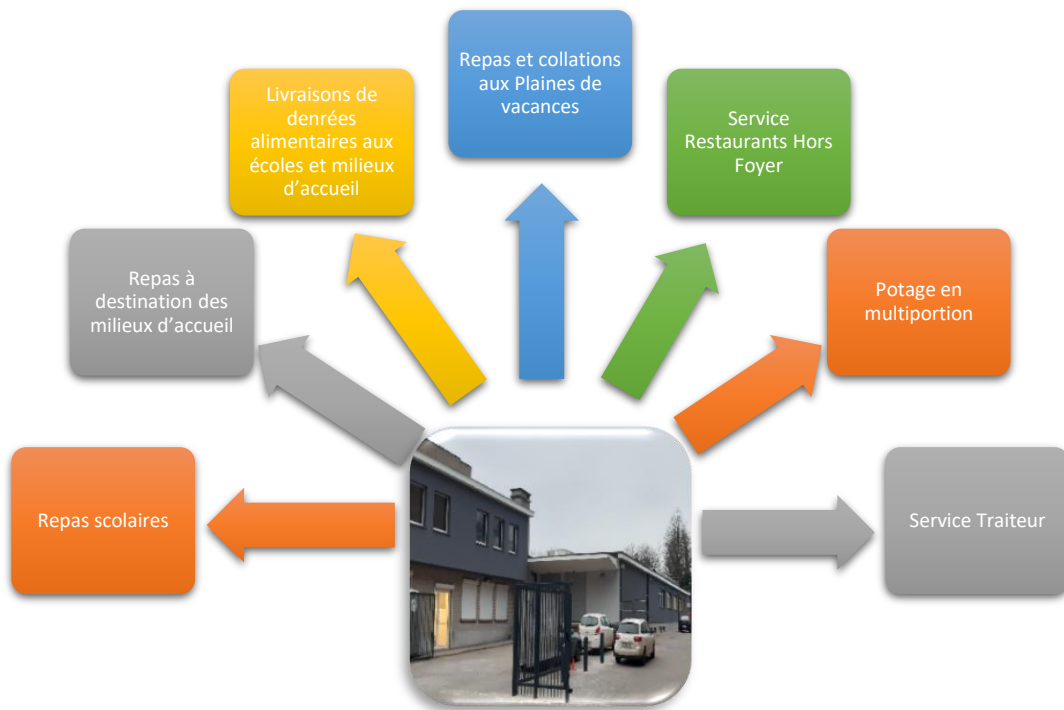 Repas et collations
aux Plaines de
vacances
Livraisons de
denrées
alimentaires aux
écoles et milieux
d’accueil
Service
Restaurants Hors
Foyer
Repas à
destination des
milieux d’accueil
Potage en
multiportion
Repas scolaires
Service Traiteur